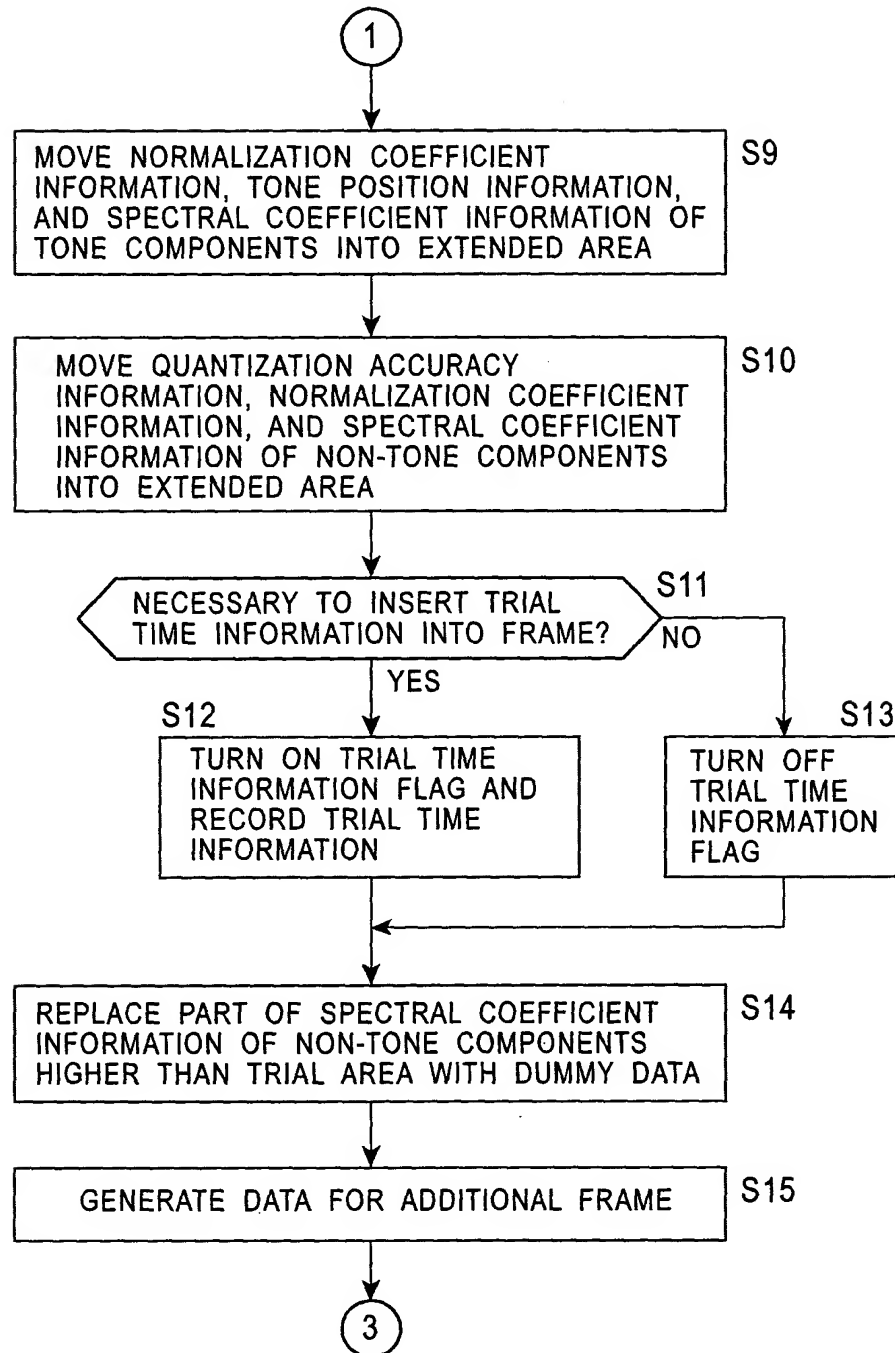 1
S9
MOVE NORMALIZATION COEFFICIENT
INFORMATION, TONE POSITION INFORMATION,
AND SPECTRAL COEFFICIENT INFORMATION OF
TONE COMPONENTS INTO EXTENDED AREA
S10
MOVE QUANTIZATION ACCURACY
INFORMATION, NORMALIZATION COEFFICIENT
INFORMATION, AND SPECTRAL COEFFICIENT
INFORMATION OF NON-TONE COMPONENTS
INTO EXTENDED AREA
S11
NECESSARY TO INSERT TRIAL
TIME INFORMATION INTO FRAME?
NO
YES
S12
TURN ON TRIAL TIME
INFORMATION FLAG AND
RECORD TRIAL TIME
INFORMATION
S13
TURN OFF
TRIAL TIME
INFORMATION
FLAG
S14
REPLACE PART OF SPECTRAL COEFFICIENT
INFORMATION OF NON-TONE COMPONENTS
HIGHER THAN TRIAL AREA WITH DUMMY DATA
S15
GENERATE DATA FOR ADDITIONAL FRAME
3